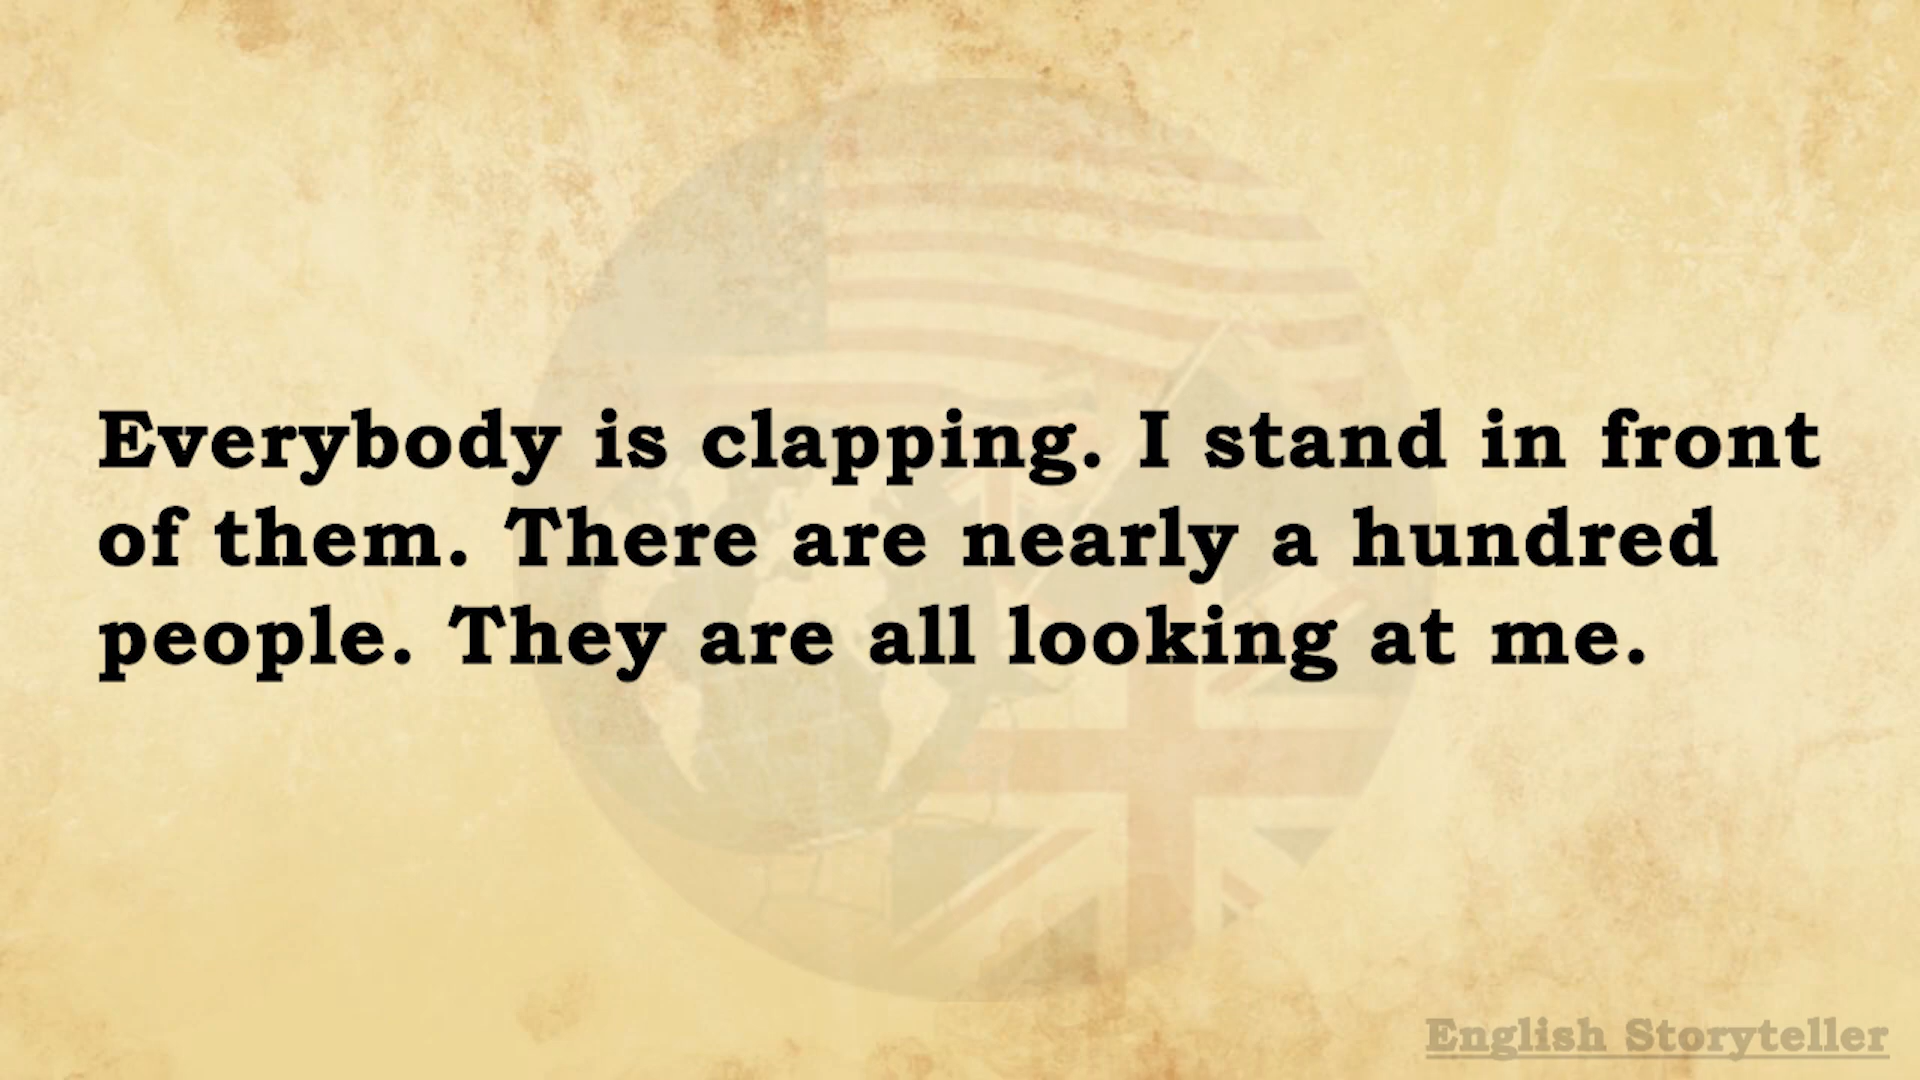 Everybody is clapping. I stand in front
of them. There are nearly a hundred
people. They are all looking at me.
English Storyteller